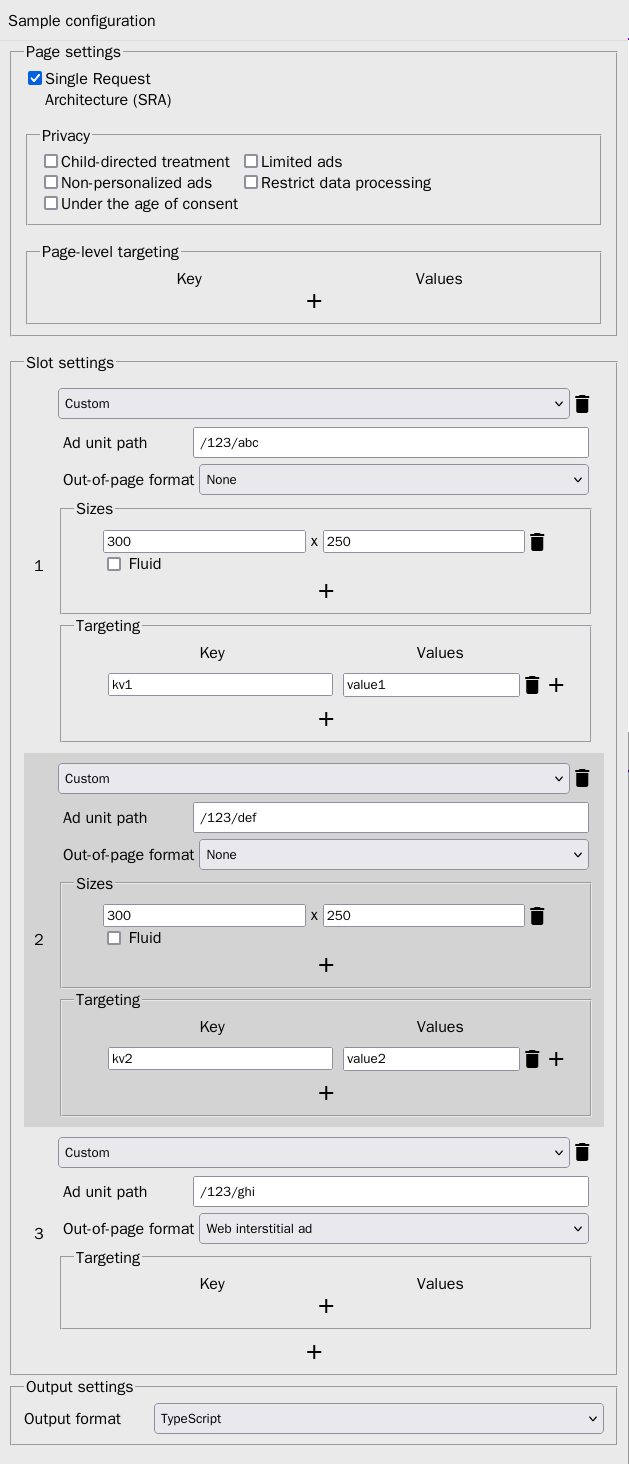 Sample configuration
Page settings
Single Request
Architecture (SRA)
Privacy
Child-directed treatment Limited ads
Non-personalized ads Restrict data processing
Under the age of consent
Page-level targeting
Key Values
+
Slot settings
1
Custom
Ad unit path /123/abc
Out-of-page format None
Sizes
300 x 250
Fluid
+
Targeting
Key Values
kv1 value1 +
+
2
Custom
Ad unit path /123/def
Out-of-page format None
Sizes
300 x 250
Fluid
+
Targeting
Key Values
kv2 value2 +
+
3
Custom
Ad unit path /123/ghi
Out-of-page format Web interstitial ad
Targeting
Key Values
+
+
Output settings
Output format TypeScript